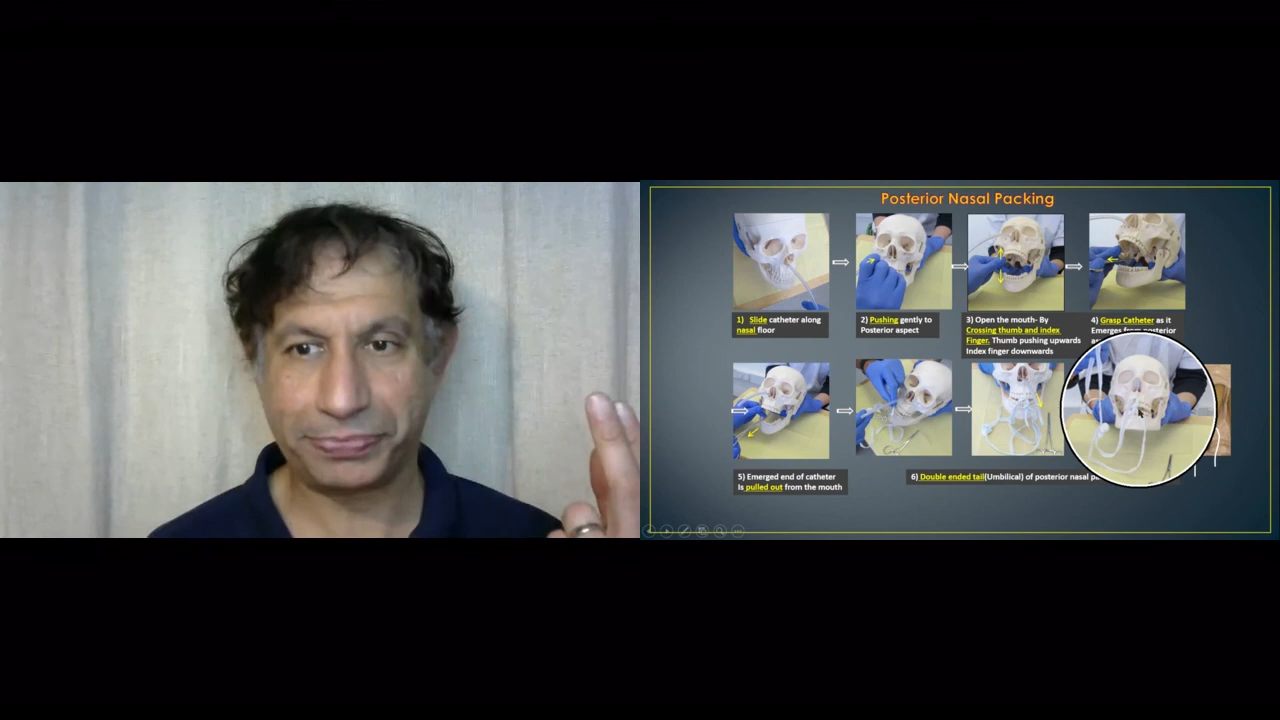 Posterior Nasal Packing
1) Slide catheter along
nasal floor
2) Pushing gently to
Posterior aspect
3) Open the mouth- By
Crossing thumb and index
Finger. Thumb pushing upwards
Index finger downwards
4) Grasp Catheter as it
Emerges from posterior
5) Emerged end of catheter
Is pulled out from the mouth
6) Double ended tail(Umbilical) of posterior nasal